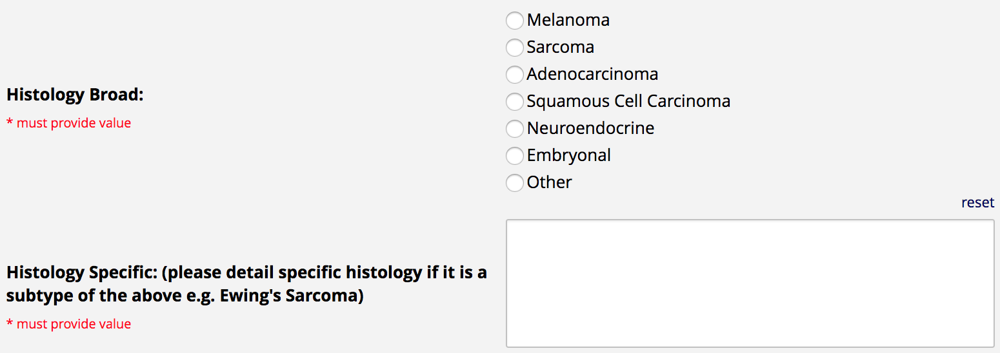 Melanoma
Sarcoma
Adenocarcinoma
Histology Broad:
Squamous Cell Carcinoma
* must provide value
Neuroendocrine
Embryonal
Other
reset
Histology Specific: (please detail specific histology if it is a
subtype of the above e.g. Ewing's Sarcoma)
* must provide value